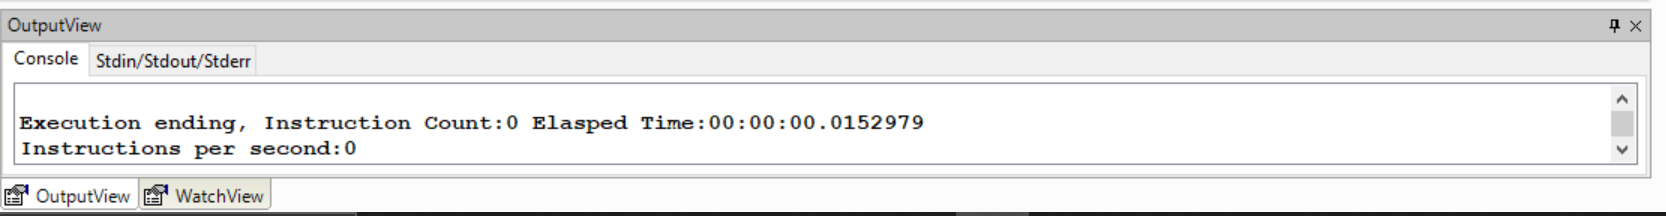 OutputView
Console Stdin/Stdout/Stderr
Execution ending, Instruction Count:0 Elasped Time:00:00:00.0152979
Instructions per second:0
OutputView WatchView